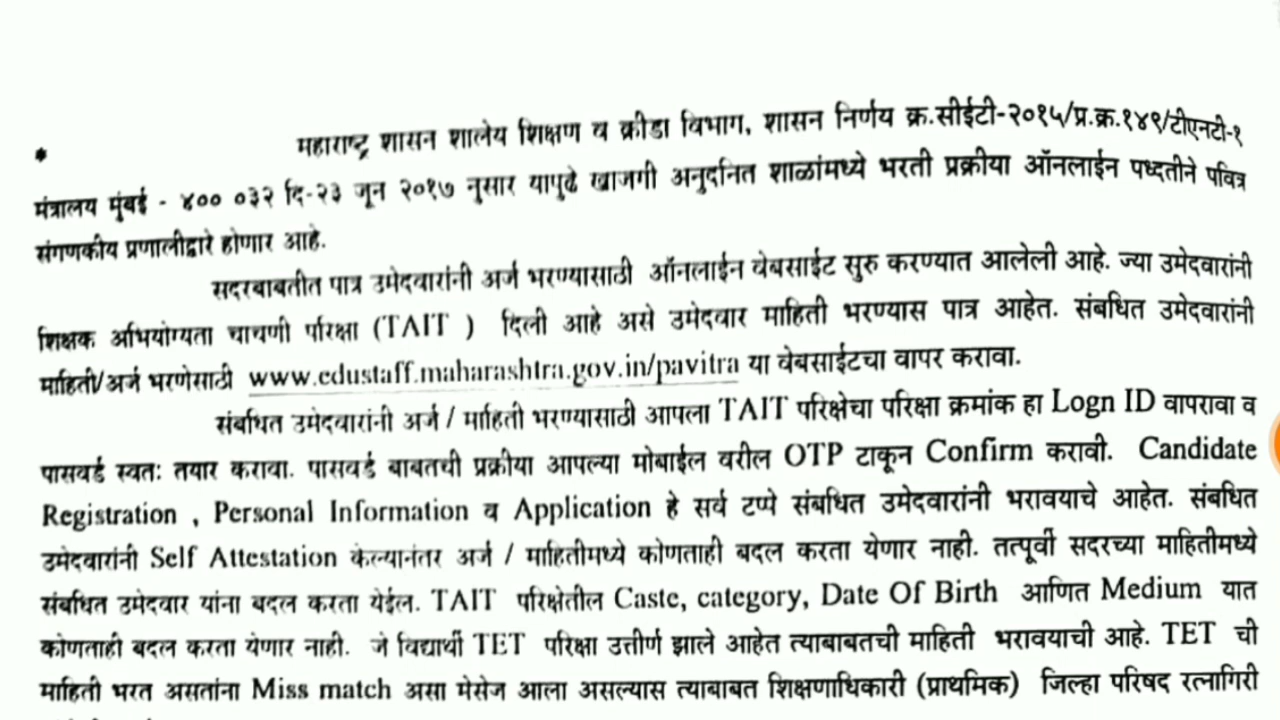 महाराष्ट्र शासन शालेय शिक्षण व क्रीडा विभाग, शासन निर्णय क्र.सीईटी-२०१५/प्र.क्र.१४९/टीएनटी-१
मंत्रालय मुंबई - ४०० ०३२ दि-२३ जून २०१७ नुसार यापुढे खाजगी अनुदनित शाळांमध्ये भरती प्रक्रीया ऑनलाईन पध्दतीने पवित्र
संगणकीय प्रणालीद्वारे होणार आहे.
सदरबाबतीत पात्र उमेदवारांनी अर्ज भरण्यासाठी ऑनलाईन वेबसाईट सुरु करण्यात आलेली आहे. ज्या उमेदवारांनी
शिक्षक अभियोग्यता चाचणी परिक्षा (TAIT ) दिली आहे असे उमेदवार माहिती भरण्यास पात्र आहेत. संबधित उमेदवारांनी
माहिती/अर्ज भरणेसाठी www.edustaff.maharashtra.gov.in/pavitra या वेबसाईटचा वापर करावा.
संबधित उमेदवारांनी अर्ज / माहिती भरण्यासाठी आपला TAIT परिक्षेचा परिक्षा क्रमांक हा Logn ID वापरावा व
पासवर्ड स्वतः तयार करावा. पासवर्ड बाबतची प्रक्रीया आपल्या मोबाईल वरील OTP टाकून Confirm करावी. Candidate
Registration , Personal Information व Application हे सर्व टप्पे संबधित उमेदवारांनी भरावयाचे आहेत. संबधित
उमेदवारांनी Self Attestation केल्यानंतर अर्ज / माहितीमध्ये कोणताही बदल करता येणार नाही. तत्पूर्वी सदरच्या माहितीमध्ये
संबधित उमेदवार यांना बदल करता येईल. TAIT परिक्षेतील Caste, category, Date Of Birth आणित Medium यात
कोणताही बदल करता येणार नाही. जे विद्यार्थी TET परिक्षा उत्तीर्ण झाले आहेत त्याबाबतची माहिती भरावयाची आहे. TET ची
माहिती भरत असतांना Miss match असा मेसेज आला असल्यास त्याबाबत शिक्षणाधिकारी (प्राथमिक) जिल्हा परिषद रत्नागिरी